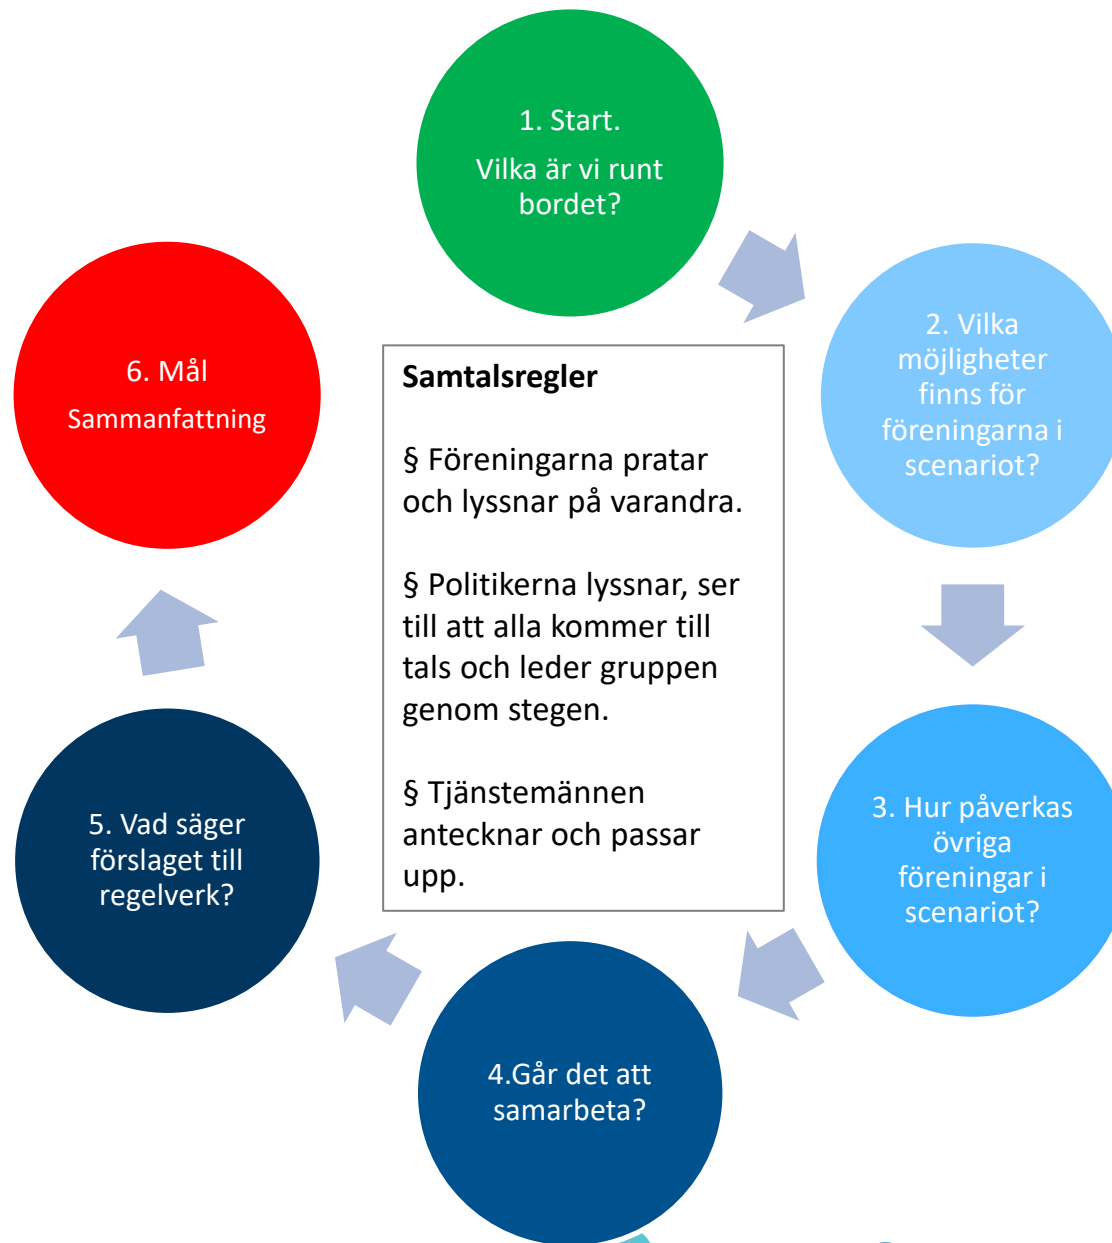 1. Start.
Vilka är vi runt
bordet?
2. Vilka
möjligheter
finns för
föreningarna i
scenariot?
3. Hur påverkas
övriga
föreningar i
scenariot?
4.Går det att
samarbeta?
5. Vad säger
förslaget till
regelverk?
6. Mål
Sammanfattning
Samtalsregler
§ Föreningarna pratar
och lyssnar på varandra.
§ Politikerna lyssnar, ser
till att alla kommer till
tals och leder gruppen
genom stegen.
§ Tjänstemännen
antecknar och passar
upp.